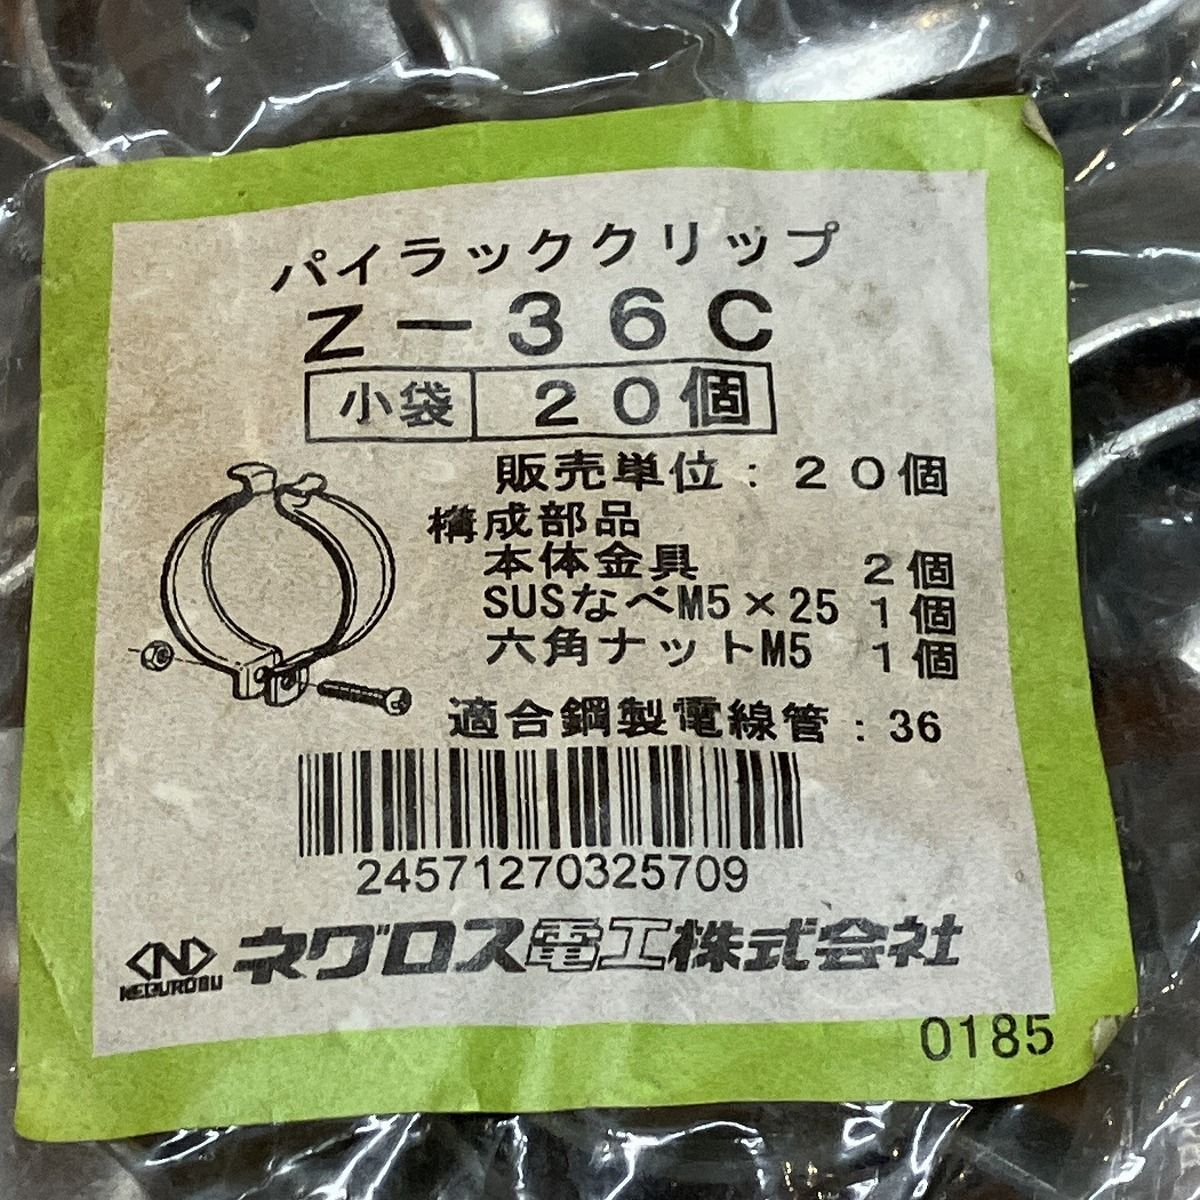 パイラッククリップ
Z－36C
小袋 20個
販売単位：20個
構成部品
本体金具 2個
SUSなべM5×25 1個
六角ナットM5 1個
適合鋼製電線管：36
24571270325709
N NEGUROSU ネグロス電工株式会社
0185